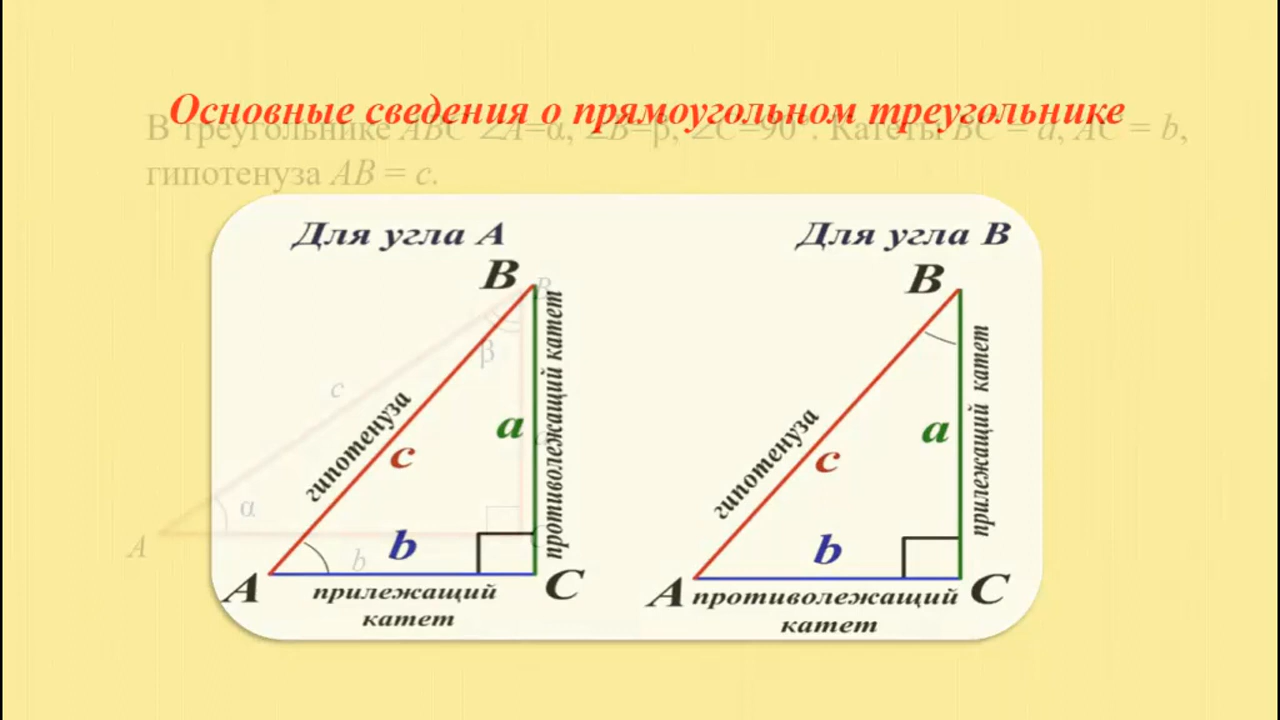 Основные сведения о прямоугольном треугольнике
В треугольнике ABC ∠A=α, ∠B=β, ∠C=90°. Катеты BC = a, AC = b,
гипотенуза AB = c.
Для угла A
B
гипотенуза
c
a
противолежащий катет
b
A
C
прилежащий
катет
Для угла B
B
гипотенуза
c
a
прилежащий катет
b
A
C
противолежащий
катет
B
β
c
a
α
A
b
C